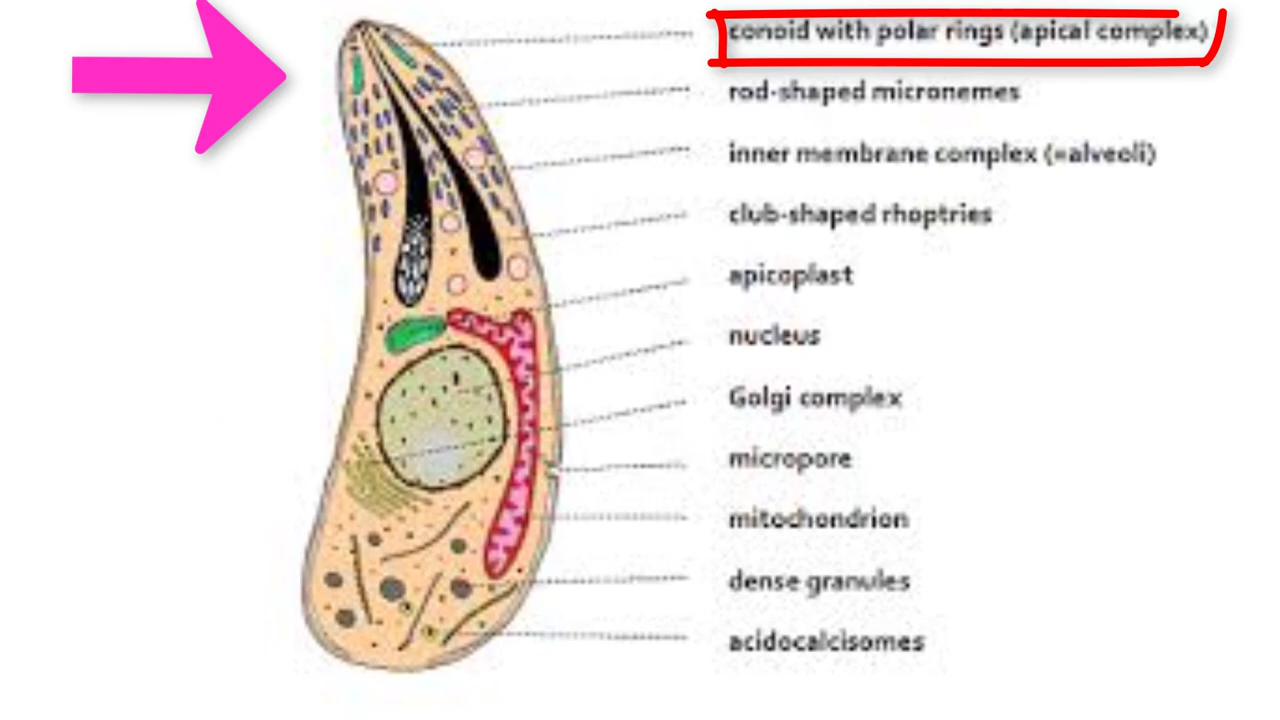 conoid with polar rings (apical complex)
rod-shaped micronemes
inner membrane complex (=alveoli)
club-shaped rhoptries
apicoplast
nucleus
Golgi complex
micropore
mitochondrion
dense granules
acidocalcisomes